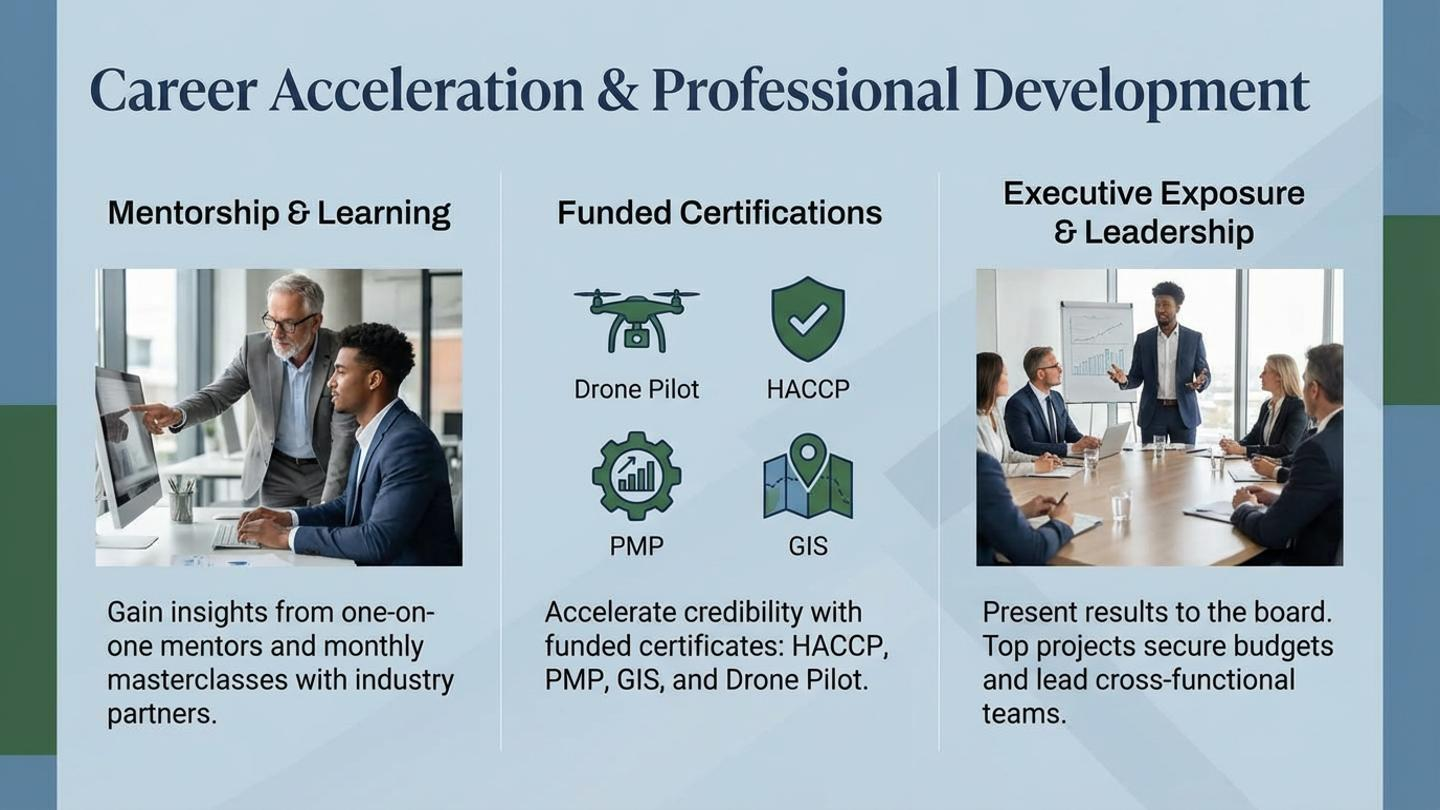 Career Acceleration & Professional Development
Mentorship & Learning
Gain insights from one-on-
one mentors and monthly
masterclasses with industry
partners.
Funded Certifications
Drone Pilot
HACCP
PMP
GIS
Accelerate credibility with
funded certificates: HACCP,
PMP, GIS, and Drone Pilot.
Executive Exposure
& Leadership
Present results to the board.
Top projects secure budgets
and lead cross-functional
teams.